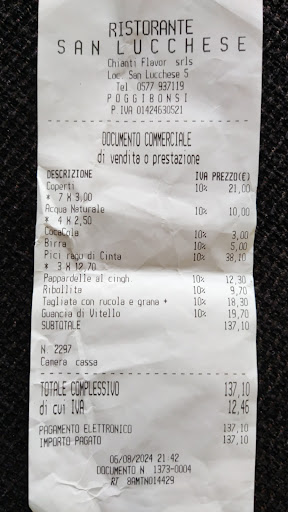 RISTORANTE
SAN LUCCHESE
Chianti Flavor srls
Loc. San Lucchese 5
Tel 0577 937119
POGGIBONSI
P IVA 01424630521
DOCUMENTO COMMERCIALE
di vendita o prestazione
DESCRIZIONE IVA PREZZO(€)
Coperti 10% 21,00
* 7 X 3,00
Acqua Naturale 10% 10,00
* 4 X 2,50
CocaCola 10% 3,00
Birra 10% 5,00
Pici ragu di Cinta 10% 38,10
* 3 X 12,70
Pappardelle al cingh. 10% 12,30
Ribollita 10% 9,70
Tagliata con rucola e grana + 10% 18,30
Guancia di Vitello 10% 19,70
SUBTOTALE 137,10
N. 2297
Camera cassa
TOTALE COMPLESSIVO 137,10
di cui IVA 12,46
PAGAMENTO ELETTRONICO 137,10
IMPORTO PAGATO 137,10
06/08/2024 21:42
DOCUMENTO N 1373-0004
RT 8AMTN014429